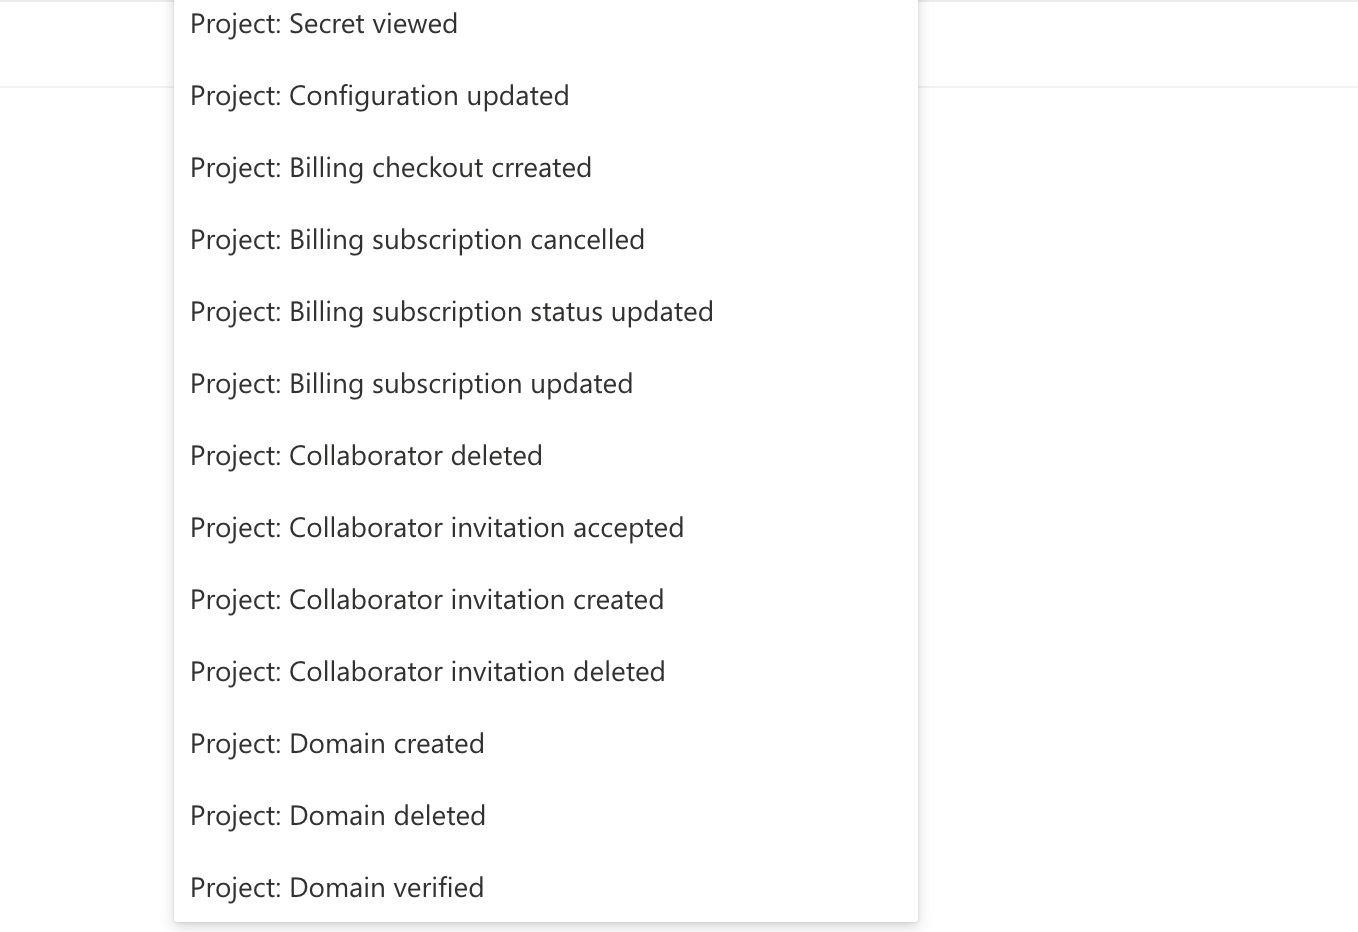 Project: Secret viewed
Project: Configuration updated
Project: Billing checkout crreated
Project: Billing subscription cancelled
Project: Billing subscription status updated
Project: Billing subscription updated
Project: Collaborator deleted
Project: Collaborator invitation accepted
Project: Collaborator invitation created
Project: Collaborator invitation deleted
Project: Domain created
Project: Domain deleted
Project: Domain verified